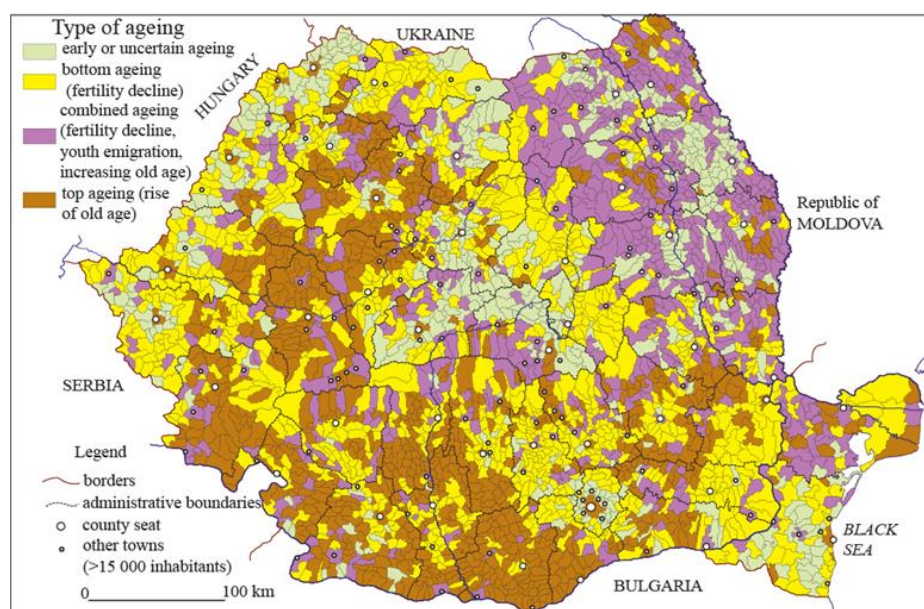 Type of ageing
early or uncertain ageing
bottom ageing
(fertility decline)
combined ageing
(fertility decline,
youth emigration,
increasing old age)
top ageing (rise
of old age)
UKRAINE
HUNGARY
Republic of
MOLDOVA
SERBIA
Legend
borders
administrative boundaries
county seat
other towns
(>15 000 inhabitants)
0 100 km
BULGARIA
BLACK
SEA